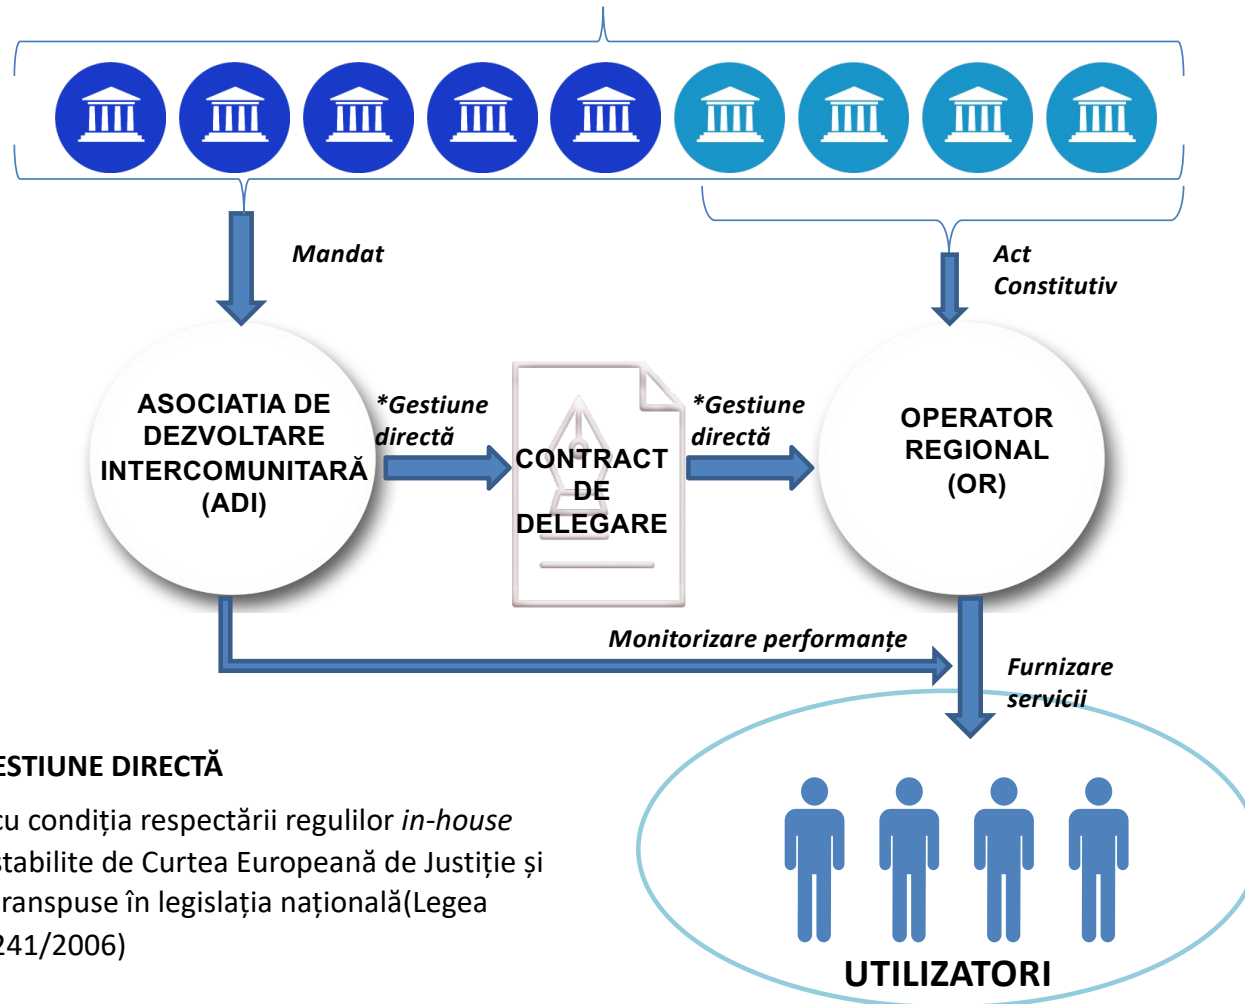 Mandat
Act
Constitutiv
ASOCIATIA DE
DEZVOLTARE
INTERCOMUNITARĂ
(ADI)
*Gestiune
directă
CONTRACT
DE
DELEGARE
*Gestiune
directă
OPERATOR
REGIONAL
(OR)
Monitorizare performanțe
Furnizare
servicii
ESTIUNE DIRECTĂ
cu condiția respectării regulilor in-house
stabilite de Curtea Europeană de Justiție și
transpuse în legislația națională(Legea
241/2006)
UTILIZATORI